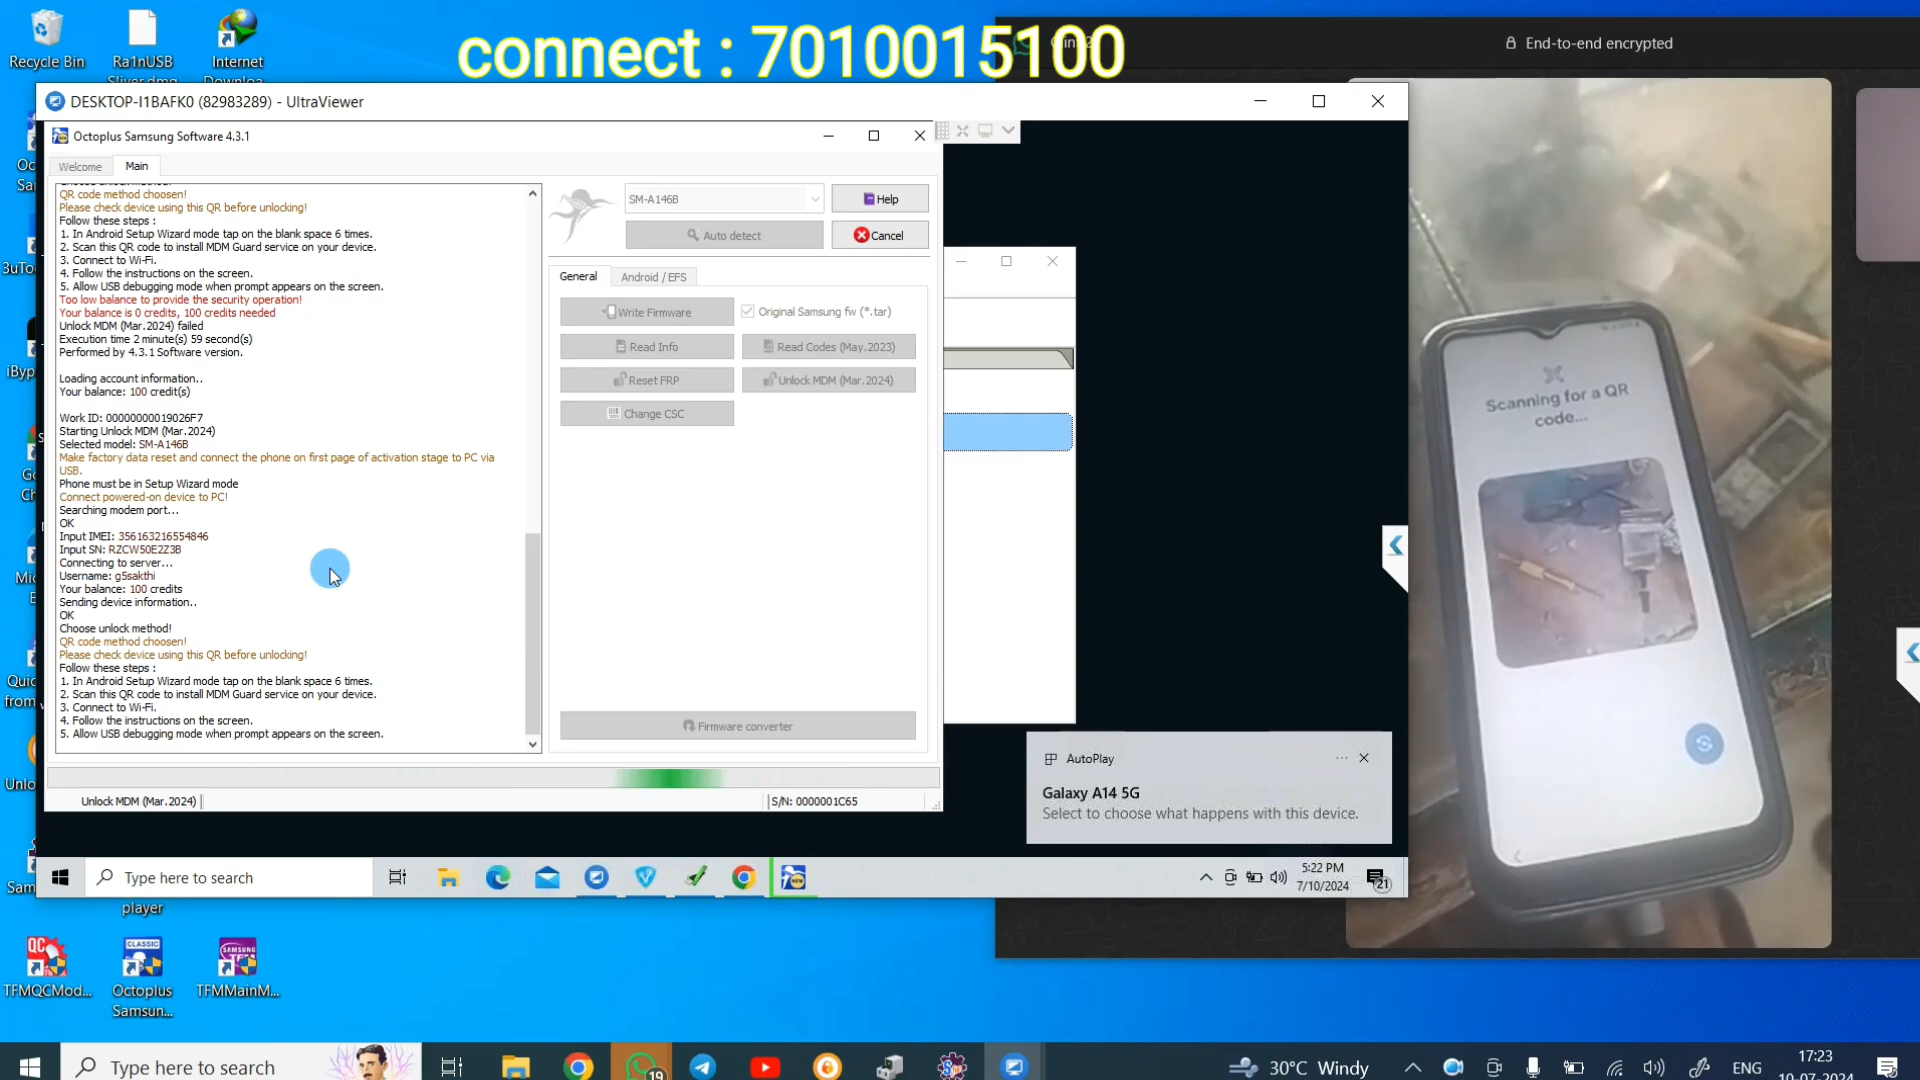 connect : 7010015100
End-to-end encrypted
Recycle Bin
Ra1nUSB
Internet
DESKTOP-I1BAFK0 (82983289) - UltraViewer
Octoplus Samsung Software 4.3.1
Welcome
Main
QR code method choosen!
Please check device using this QR before unlocking!
Follow these steps :
1. In Android Setup Wizard mode tap on the blank space 6 times.
2. Scan this QR code to install MDM Guard service on your device.
3. Connect to Wi-Fi.
4. Follow the instructions on the screen.
5. Allow USB debugging mode when prompt appears on the screen.
Too low balance to provide the security operation!
Your balance is 0 credits, 100 credits needed
Unlock MDM (Mar.2024) failed
Execution time 2 minute(s) 59 second(s)
Performed by 4.3.1 Software version.
Loading account information..
Your balance: 100 credit(s)
Work ID: 00000000019026F7
Starting Unlock MDM (Mar.2024)
Selected model: SM-A146B
Make factory data reset and connect the phone on first page of activation stage to PC via
USB.
Phone must be in Setup Wizard mode
Connect powered-on device to PC!
Searching modem port...
OK
Input IMEI: 356163216554846
Input SN: RZCW50E2Z3B
Connecting to server...
Username: g5sakthi
Your balance: 100 credits
Sending device information..
OK
Choose unlock method!
QR code method choosen!
Please check device using this QR before unlocking!
Follow these steps :
1. In Android Setup Wizard mode tap on the blank space 6 times.
2. Scan this QR code to install MDM Guard service on your device.
3. Connect to Wi-Fi.
4. Follow the instructions on the screen.
5. Allow USB debugging mode when prompt appears on the screen.
SM-A146B
Help
Auto detect
Cancel
General
Android / EFS
Write Firmware
Original Samsung fw (*.tar)
Read Info
Read Codes (May.2023)
Reset FRP
Unlock MDM (Mar.2024)
Change CSC
Firmware converter
Unlock MDM (Mar.2024)
S/N: 0000001C65
AutoPlay
Galaxy A14 5G
Select to choose what happens with this device.
Scanning for a QR
code...
Type here to search
5:22 PM
7/10/2024
21
player
QC
CLASSIC
SAMSUNG
TFMQCMod...
Octoplus
Samsun...
TFMMainM...
Type here to search
19
30°C Windy
ENG
17:23
10-07-2024